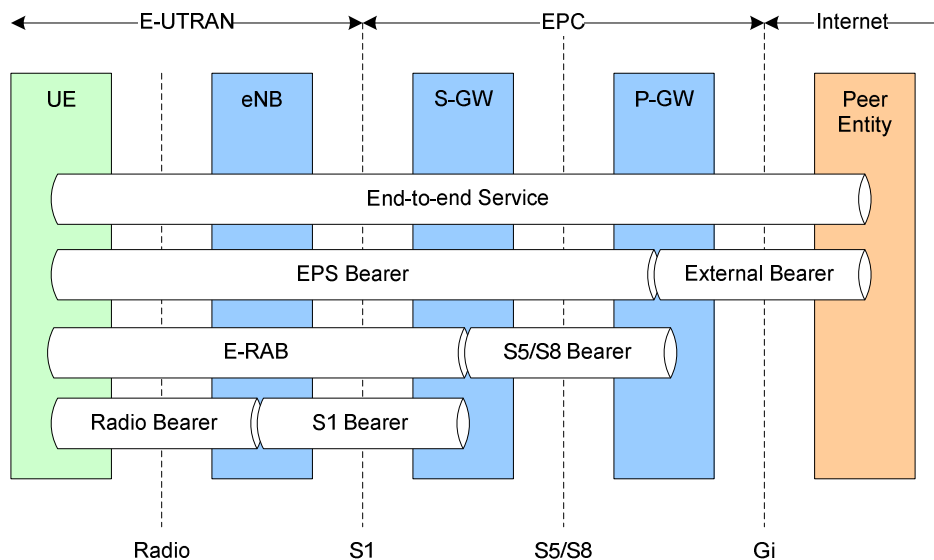 E-UTRAN EPC Internet
UE eNB S-GW P-GW Peer
Entity
End-to-end Service
EPS Bearer External Bearer
E-RAB S5/S8 Bearer
Radio Bearer S1 Bearer
Radio S1 S5/S8 Gi